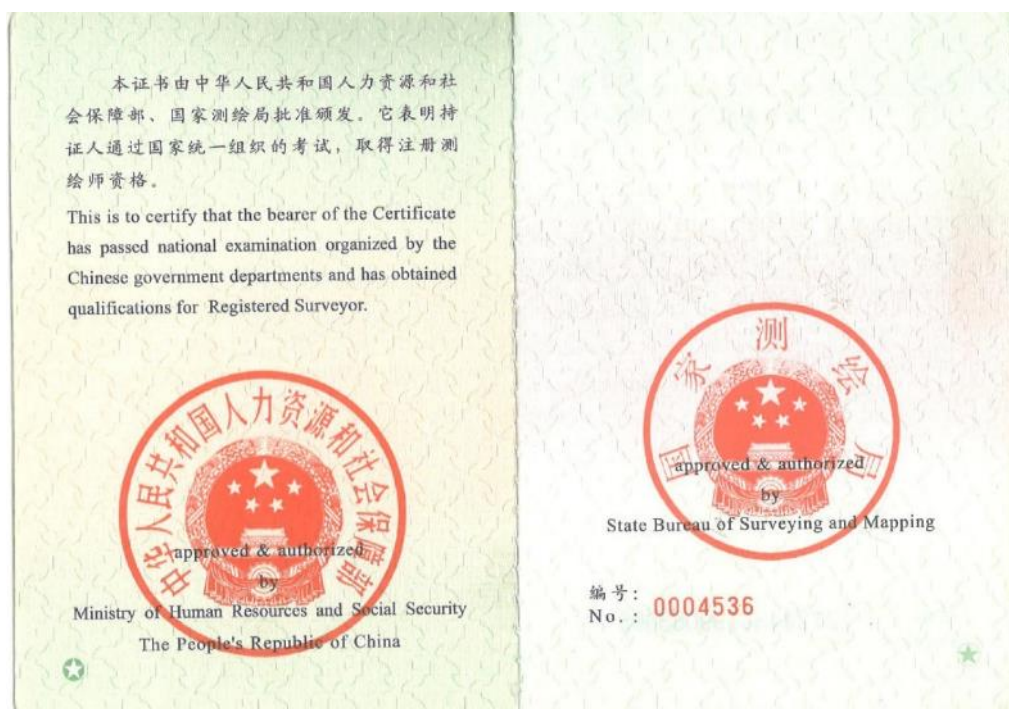 本证书由中华人民共和国人力资源和社
会保障部、国家测绘局批准颁发。它表明持
证人通过国家统一组织的考试，取得注册测
绘师资格。
This is to certify that the bearer of the Certificate
has passed national examination organized by the
Chinese government departments and has obtained
qualifications for Registered Surveyor.
中华人民共和国人力资源和社会保障部
approved & authorized
by
Ministry of Human Resources and Social Security
The People's Republic of China
国家测绘局
approved & authorized
by
State Bureau of Surveying and Mapping
编号：
No.： 0004536